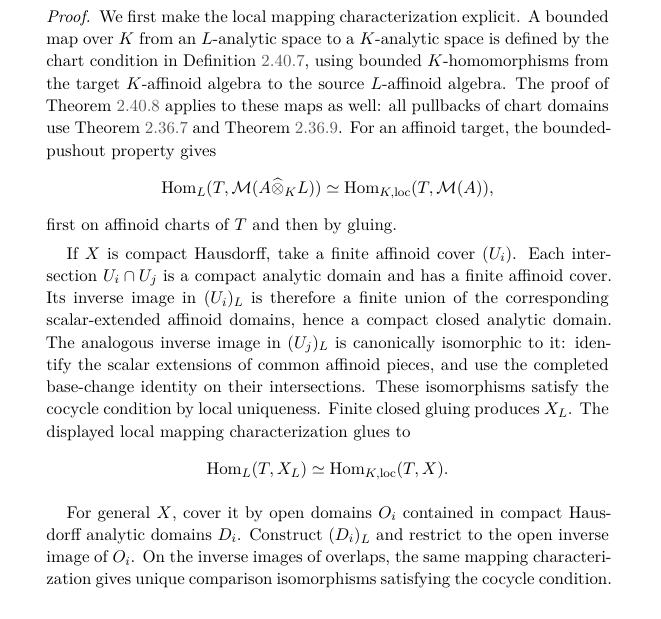 Proof. We first make the local mapping characterization explicit. A bounded
map over K from an L-analytic space to a K-analytic space is defined by the
chart condition in Definition 2.40.7, using bounded K-homomorphisms from
the target K-affinoid algebra to the source L-affinoid algebra. The proof of
Theorem 2.40.8 applies to these maps as well: all pullbacks of chart domains
use Theorem 2.36.7 and Theorem 2.36.9. For an affinoid target, the bounded-
pushout property gives
Hom_L(T, ℳ(A⊗̂_K L)) ≃ Hom_{K,loc}(T, ℳ(A)),
first on affinoid charts of T and then by gluing.
If X is compact Hausdorff, take a finite affinoid cover (U_i). Each inter-
section U_i ∩ U_j is a compact analytic domain and has a finite affinoid cover.
Its inverse image in (U_i)_L is therefore a finite union of the corresponding
scalar-extended affinoid domains, hence a compact closed analytic domain.
The analogous inverse image in (U_j)_L is canonically isomorphic to it: iden-
tify the scalar extensions of common affinoid pieces, and use the completed
base-change identity on their intersections. These isomorphisms satisfy the
cocycle condition by local uniqueness. Finite closed gluing produces X_L. The
displayed local mapping characterization glues to
Hom_L(T, X_L) ≃ Hom_{K,loc}(T, X).
For general X, cover it by open domains O_i contained in compact Haus-
dorff analytic domains D_i. Construct (D_i)_L and restrict to the open inverse
image of O_i. On the inverse images of overlaps, the same mapping characteri-
zation gives unique comparison isomorphisms satisfying the cocycle condition.